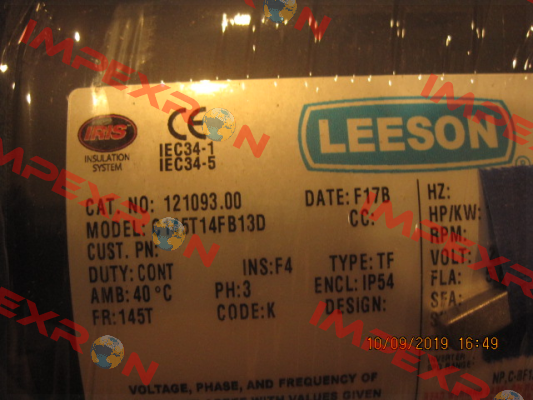 IRIS
INSULATION
SYSTEM
CE
IEC34-1
IEC34-5
LEESON
®
CAT. NO: 121093.00
DATE: F17B
HZ:
CC:
HP/KW:
CUST. PN:
RPM:
DUTY: CONT
INS: F4
TYPE: TF
VOLT:
AMB: 40°C
PH: 3
ENCL: IP54
FLA:
FR: 145T
CODE: K
DESIGN:
SFA:
MODEL:
10/09/2019 16:49
VOLTAGE, PHASE, AND FREQUENCY OF
VALUES GIVEN
IMPEXRON